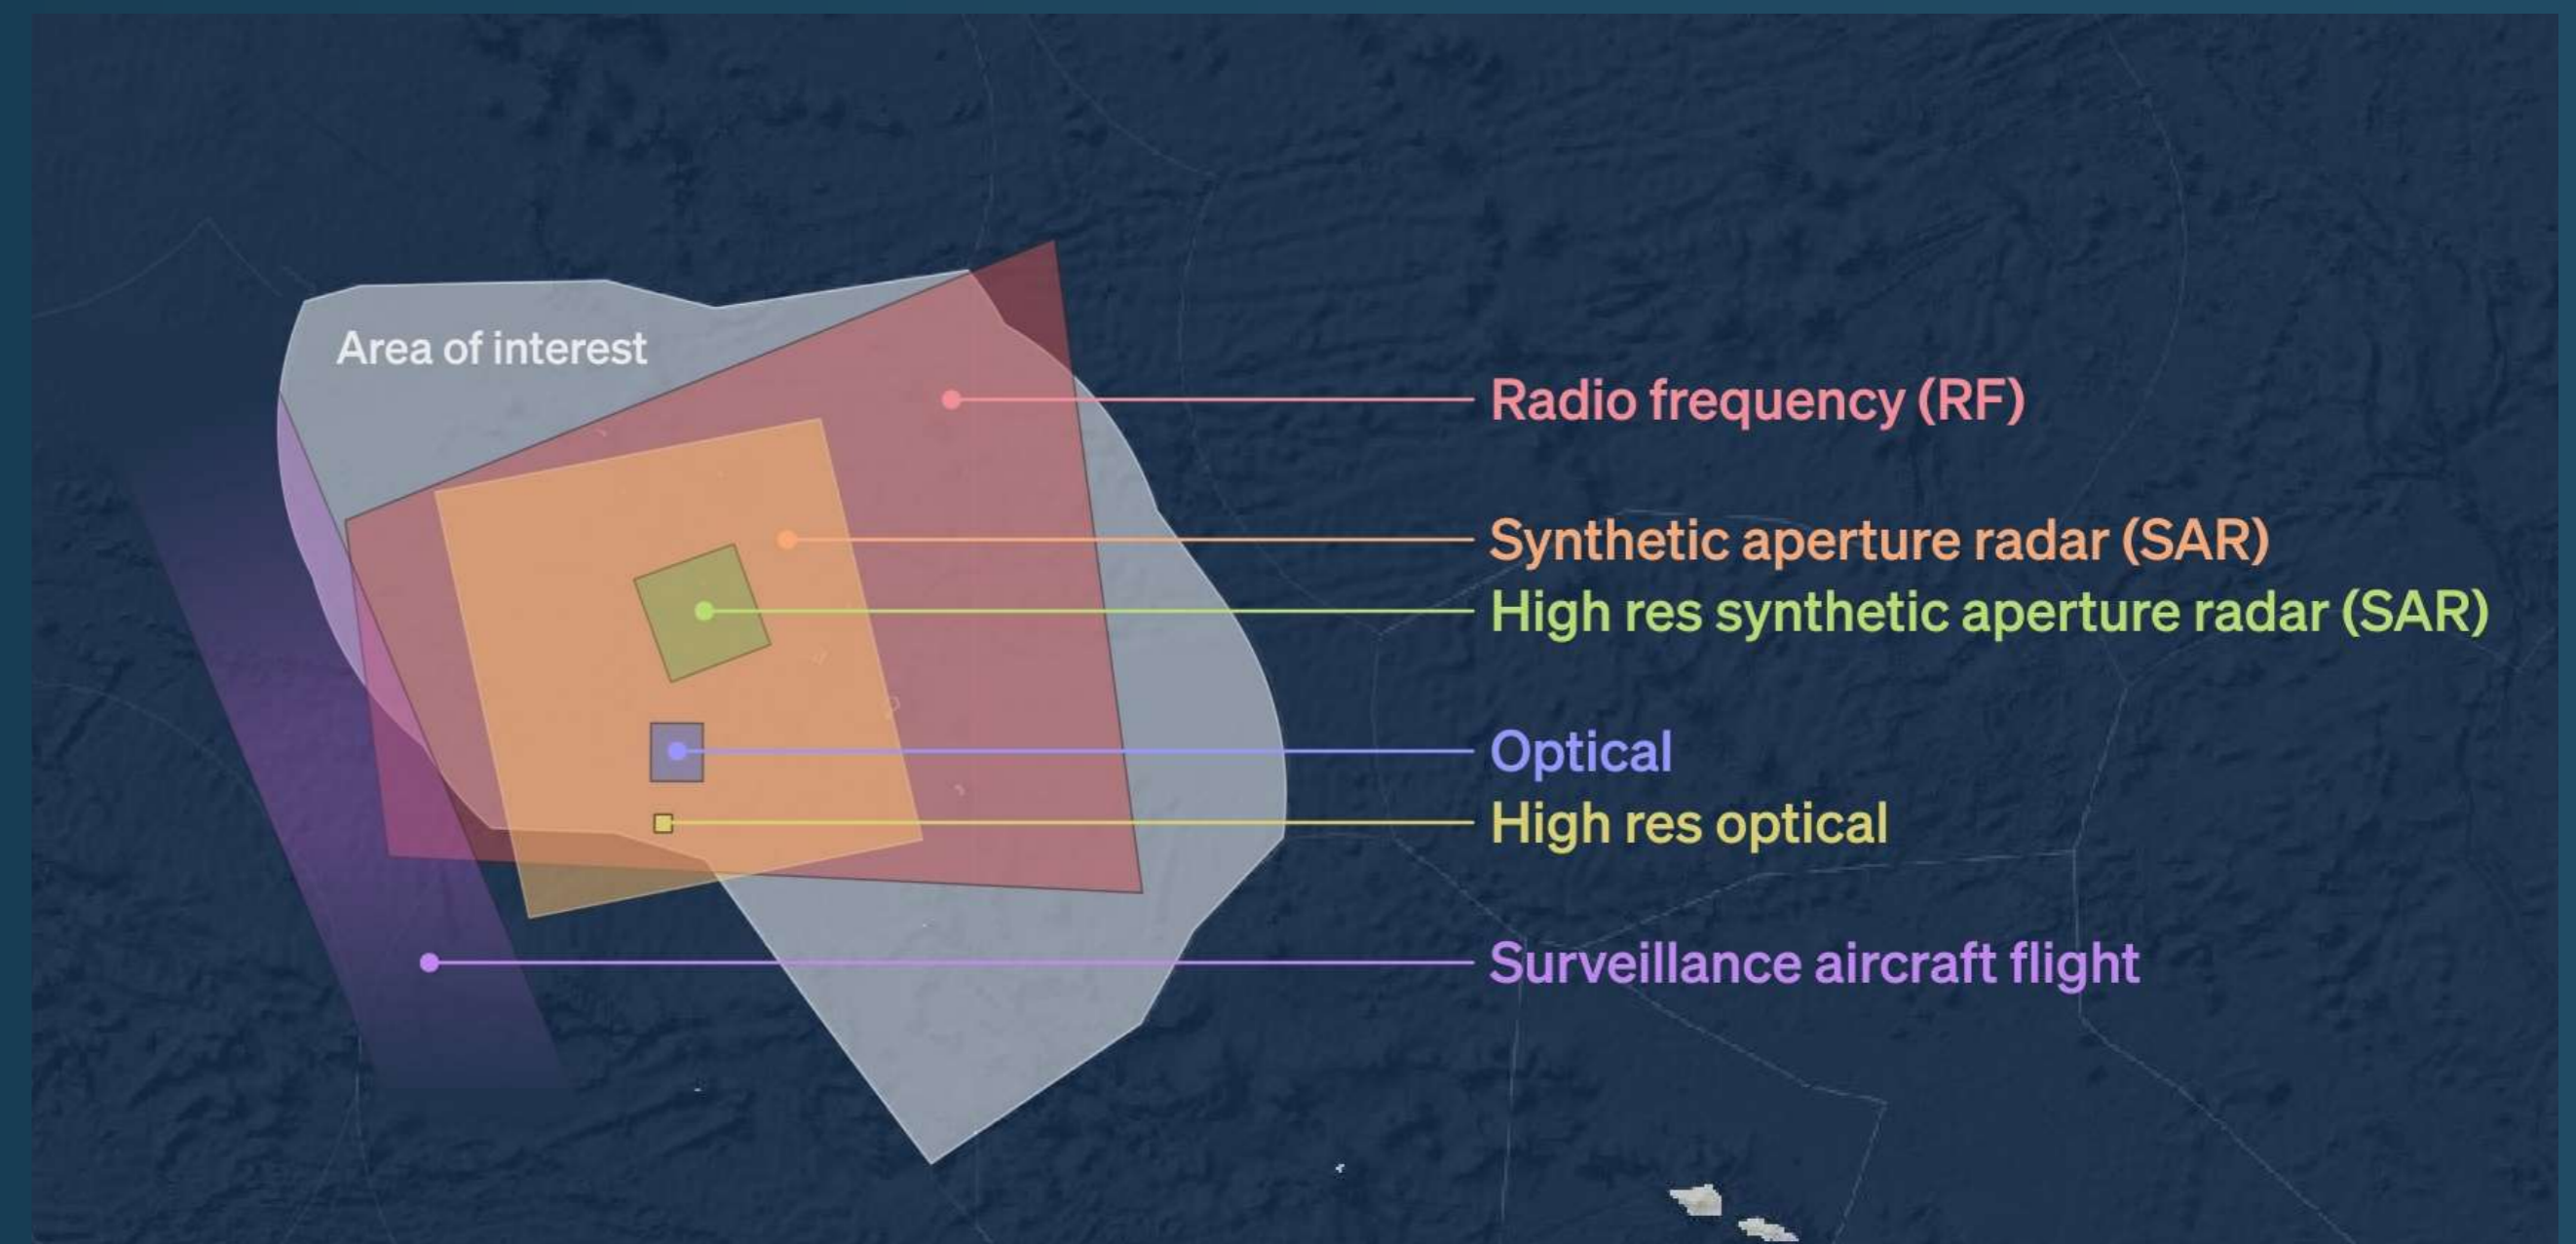 Area of interest
Radio frequency (RF)
Synthetic aperture radar (SAR)
High res synthetic aperture radar (SAR)
Optical
High res optical
Surveillance aircraft flight